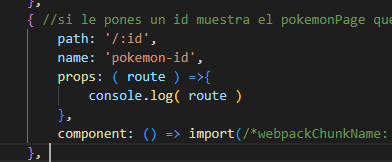 },
{ //si le pones un id muestra el pokemonPage que
path: '/:id',
name: 'pokemon-id',
props: ( route ) =>{
console.log( route )
},
component: () => import(/*webpackChunkName:
},